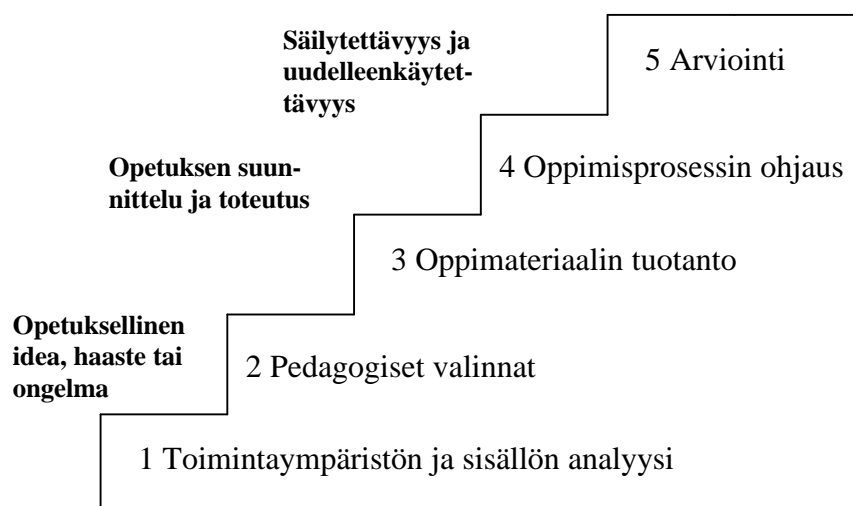 Säilytettävyys ja
uudelleenkäytet-
tävyys
5 Arviointi
Opetuksen suun-
nittelu ja toteutus
4 Oppimisprosessin ohjaus
3 Oppimateriaalin tuotanto
Opetuksellinen
idea, haaste tai
ongelma
2 Pedagogiset valinnat
1 Toimintaympäristön ja sisällön analyysi